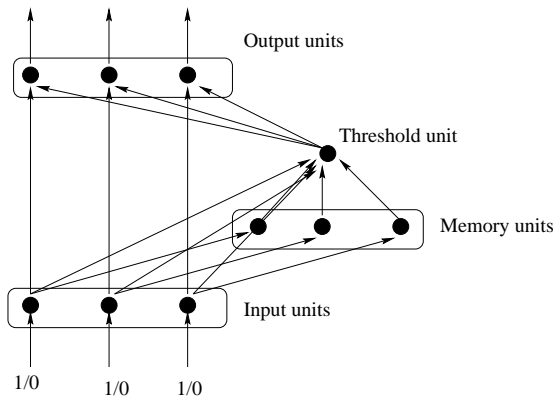 Output units
Threshold unit
Memory units
Input units
1/0
1/0
1/0